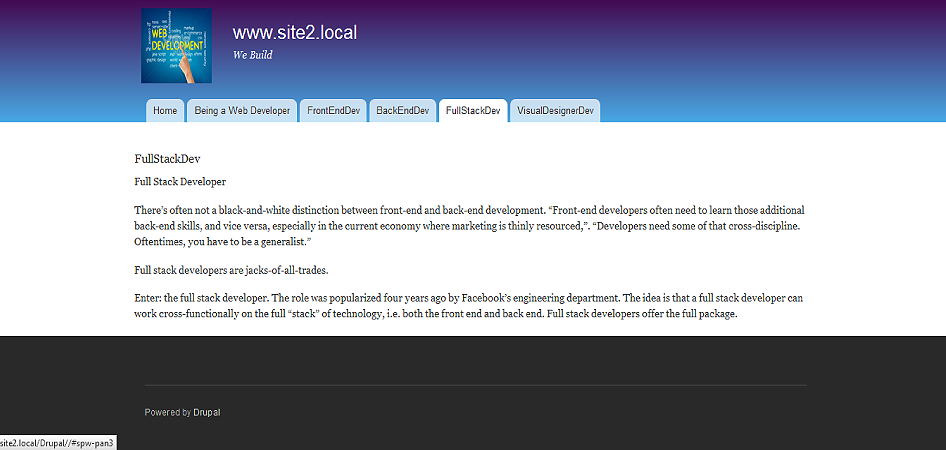 WEB
DEVELOPMENT
www.site2.local
We Build
Home
Being a Web Developer
FrontEndDev
BackEndDev
FullStackDev
VisualDesignerDev
FullStackDev
Full Stack Developer
There's often not a black-and-white distinction between front-end and back-end development. “Front-end developers often need to learn those additional
back-end skills, and vice versa, especially in the current economy where marketing is thinly resourced,”. “Developers need some of that cross-discipline.
Oftentimes, you have to be a generalist.”
Full stack developers are jacks-of-all-trades.
Enter: the full stack developer. The role was popularized four years ago by Facebook's engineering department. The idea is that a full stack developer can
work cross-functionally on the full “stack” of technology, i.e. both the front end and back end. Full stack developers offer the full package.
Powered by Drupal
site2.local/Drupal//#spw-pan3